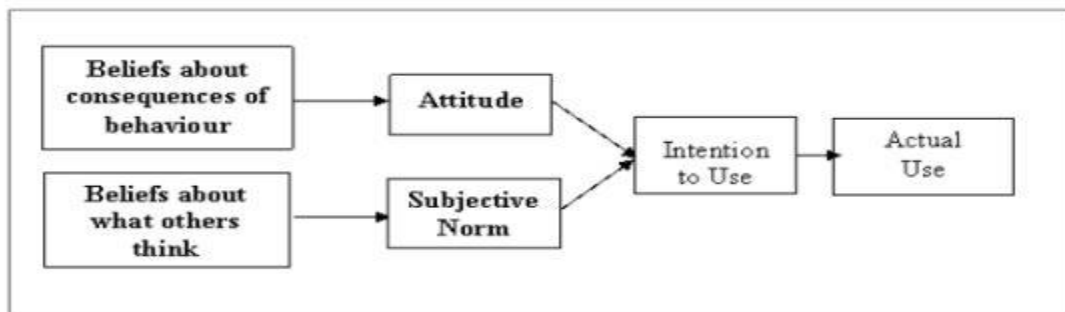 Beliefs about
consequences of
behaviour
Attitude
Beliefs about
what others
think
Subjective
Norm
Intention
to Use
Actual
Use